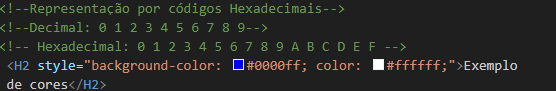 <!--Representação por códigos Hexadecimais-->
<!--Decimal: 0 1 2 3 4 5 6 7 8 9-->
<!-- Hexadecimal: 0 1 2 3 4 5 6 7 8 9 A B C D E F -->
<H2 style="background-color: #0000ff; color: #ffffff;">Exemplo
de cores</H2>